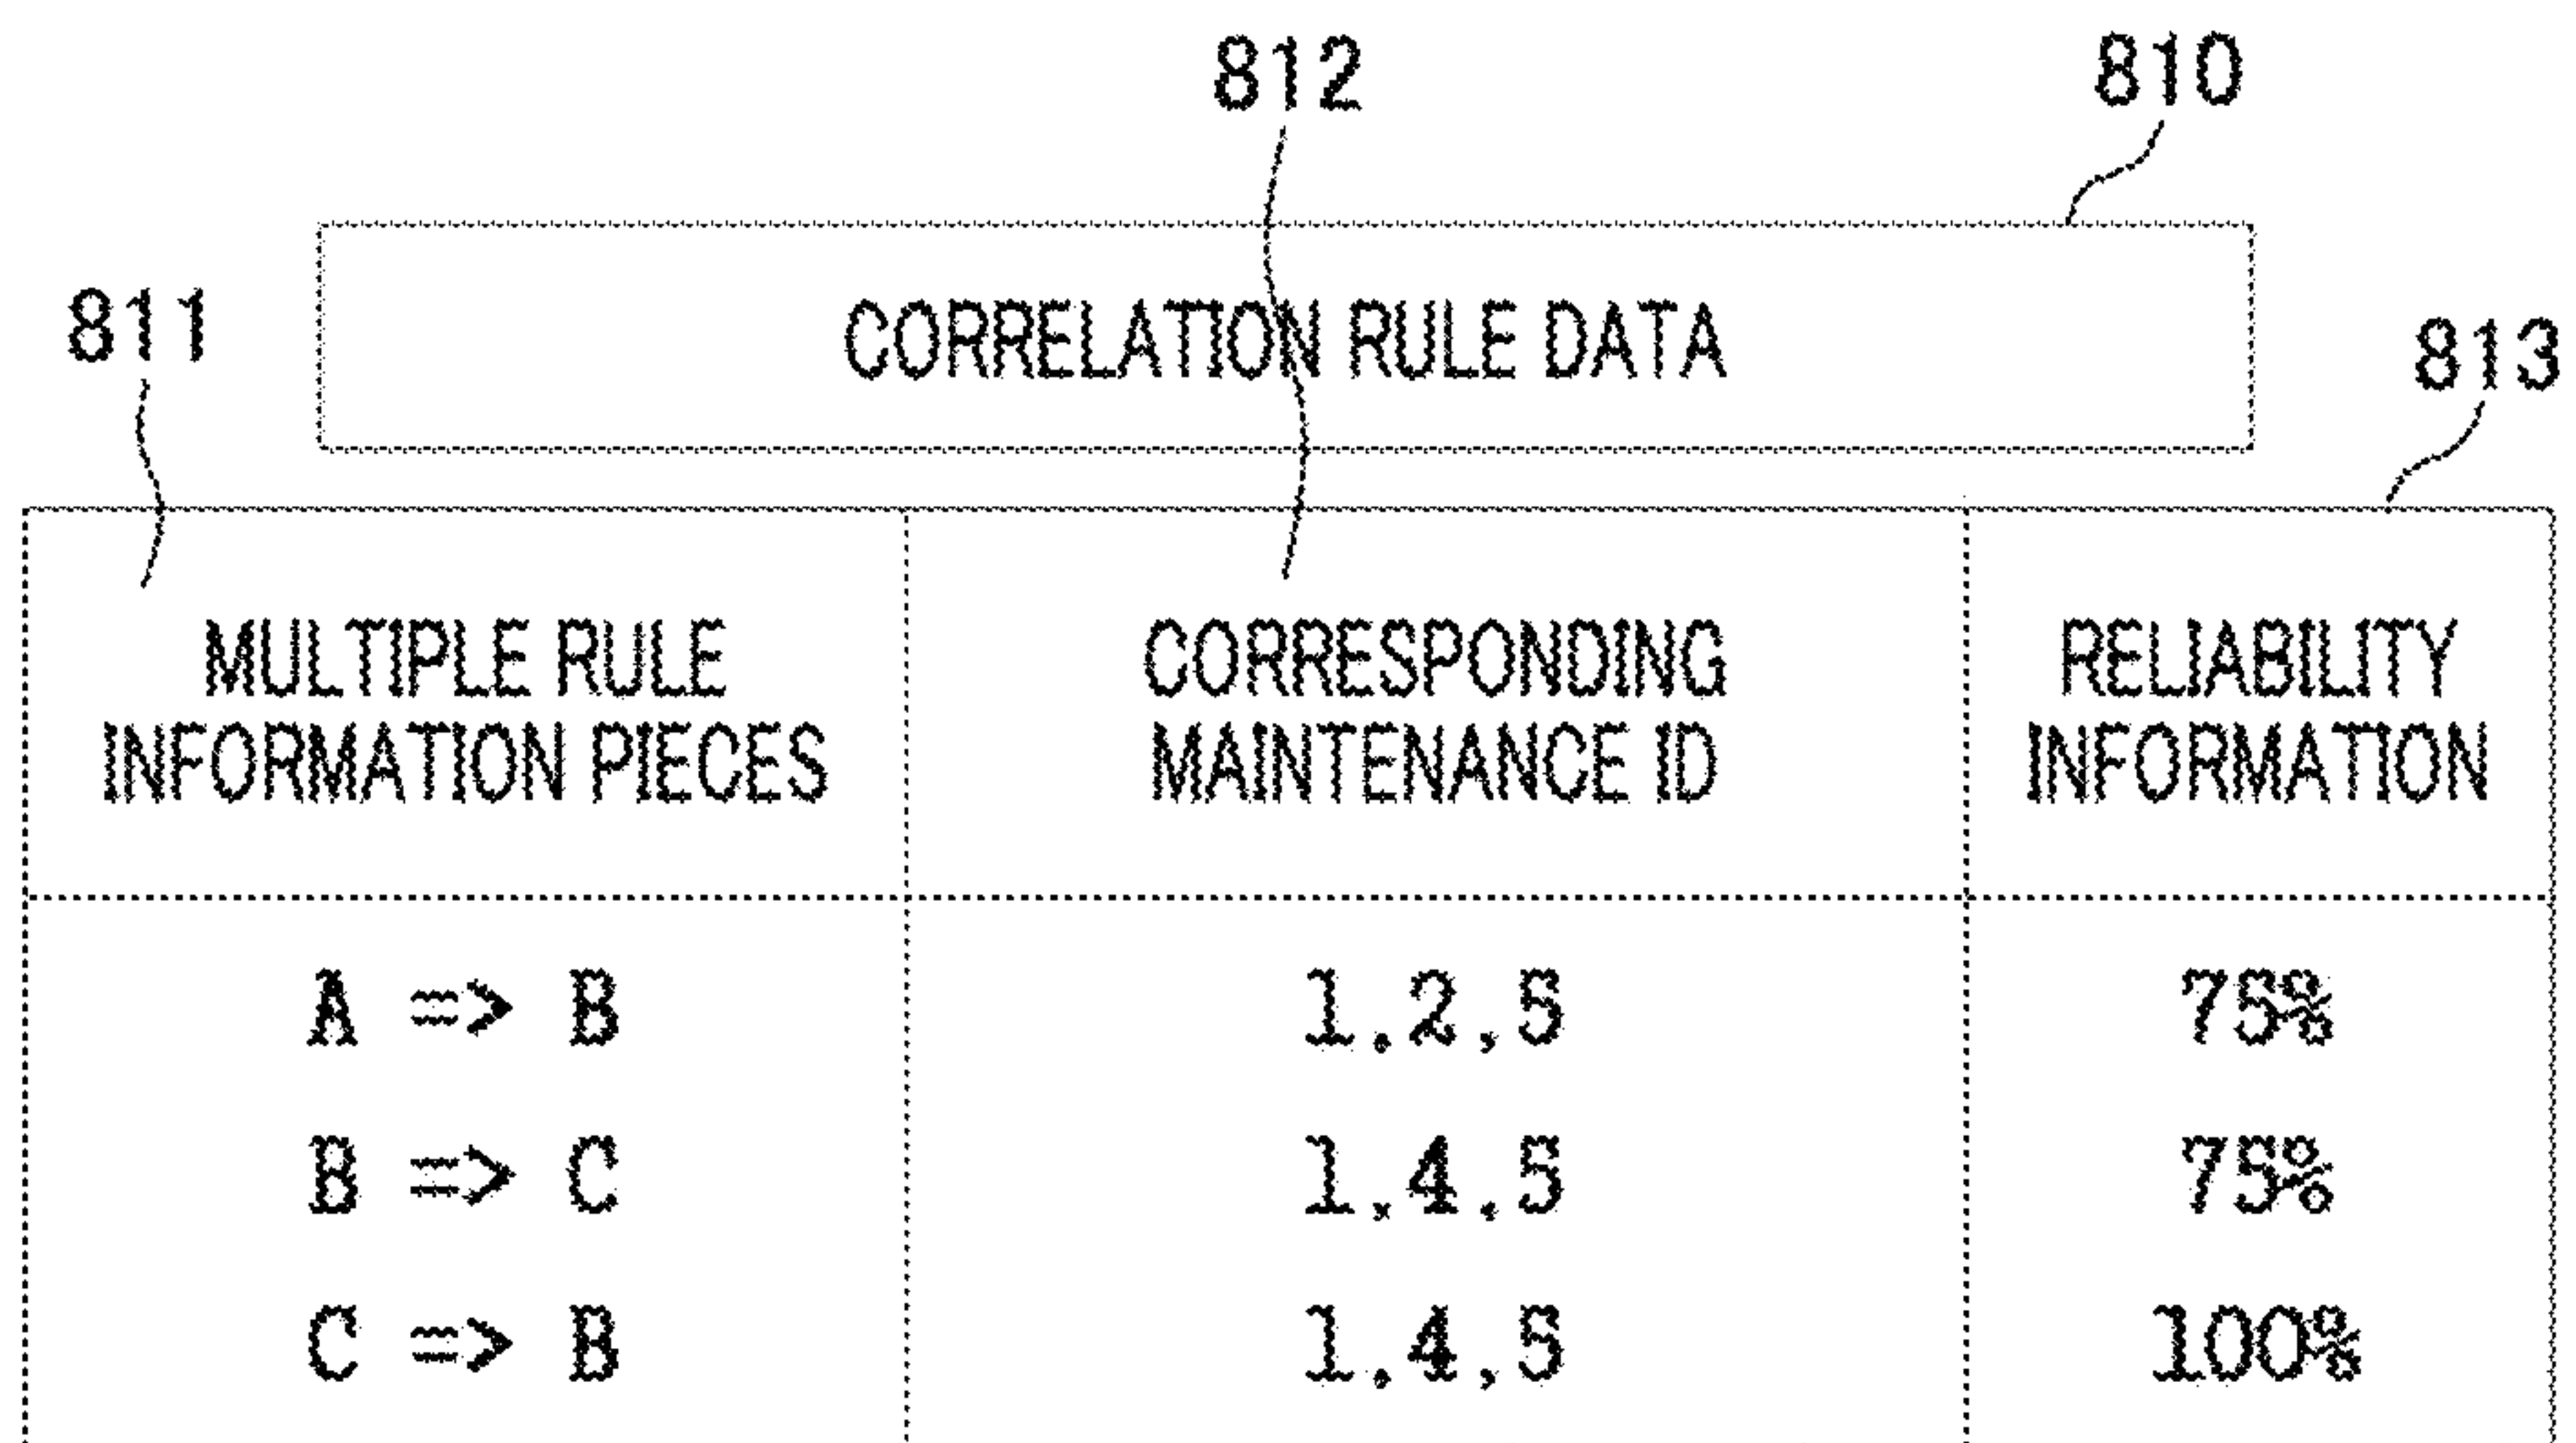 812
810
811
CORRELATION RULE DATA
813
MULTIPLE RULE
INFORMATION PIECES
CORRESPONDING
MAINTENANCE ID
RELIABILITY
INFORMATION
A => B 1,2,5 75%
B => C 1,4,5 75%
C => B 1,4,5 100%